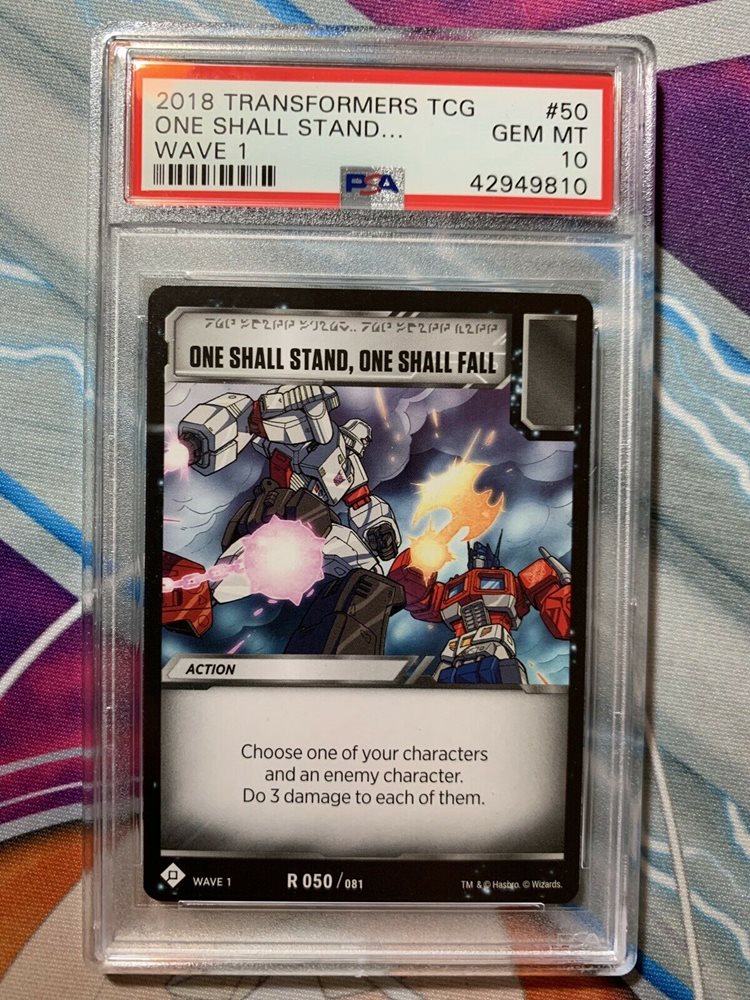 2018 TRANSFORMERS TCG #50
ONE SHALL STAND... GEM MT
WAVE 1 10
PSA 42949810
ONE SHALL STAND, ONE SHALL FALL
ACTION
Choose one of your characters
and an enemy character.
Do 3 damage to each of them.
WAVE 1 R 050 / 081 TM & © Hasbro. © Wizards.